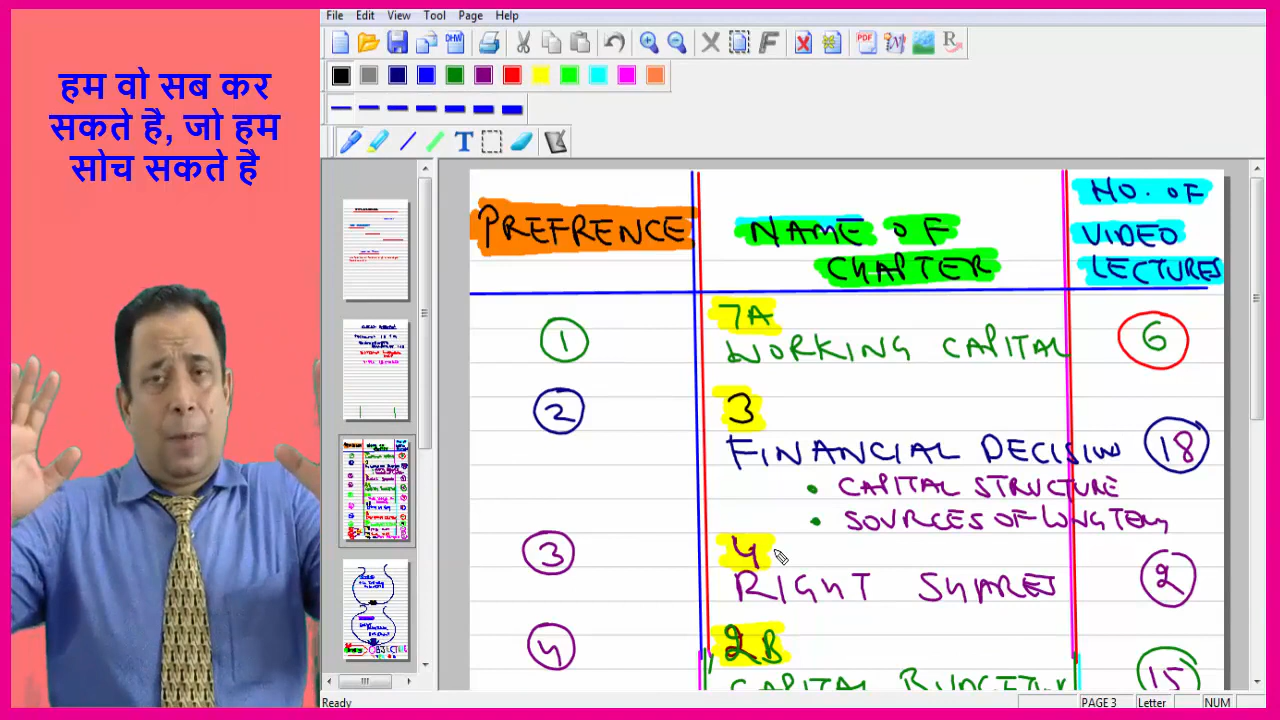 हम वो सब कर
सकते है, जो हम
सोच सकते है
File Edit View Tool Page Help
PREFRENCE
NAME OF
CHAPTER
NO. OF
VIDEO
LECTURES
1
7A
WORKING CAPITAL
6
2
3
FINANCIAL DECISION
18
• CAPITAL STRUCTURE
• SOURCES OF LONG TERM
3
4
RIGHT SHARES
2
4
2B
CAPITAL BUDGETING
15
Ready
PAGE 3 Letter NUM